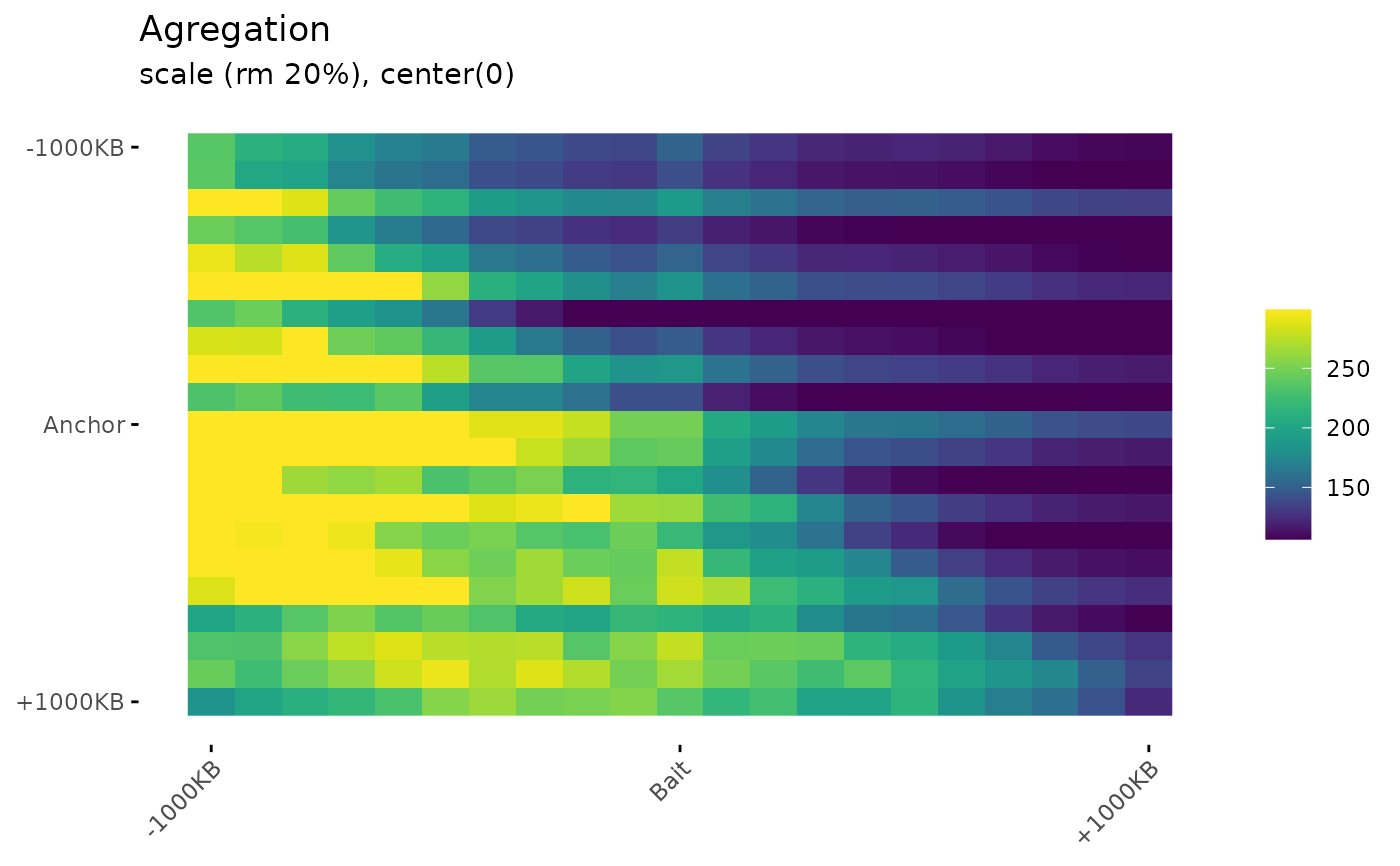 Agregation
scale (rm 20%), center(0)
-1000KB
Anchor
+1000KB
-1000KB
Bait
+1000KB
250
200
150